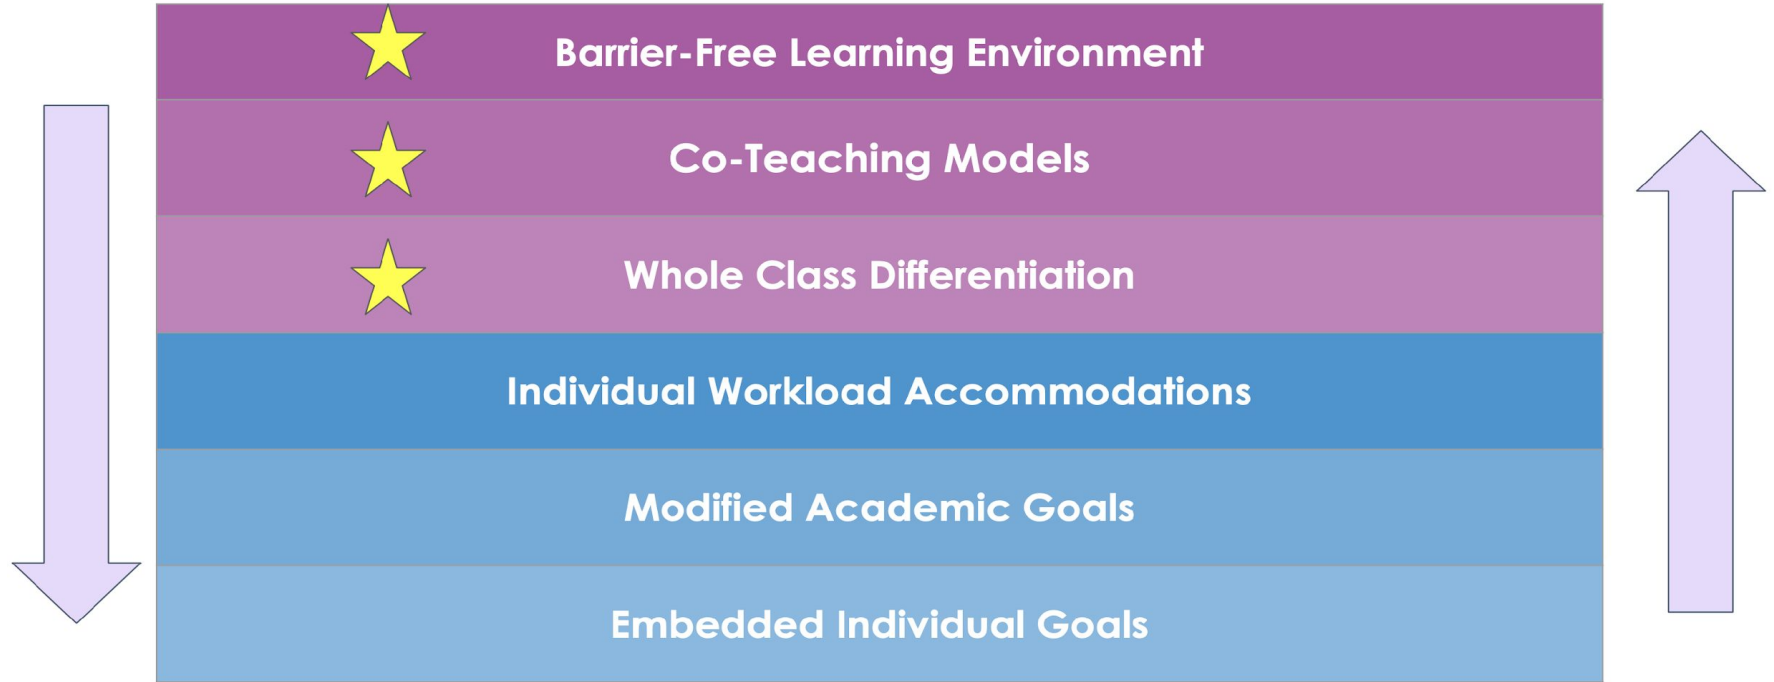 Barrier-Free Learning Environment
Co-Teaching Models
Whole Class Differentiation
Individual Workload Accommodations
Modified Academic Goals
Embedded Individual Goals